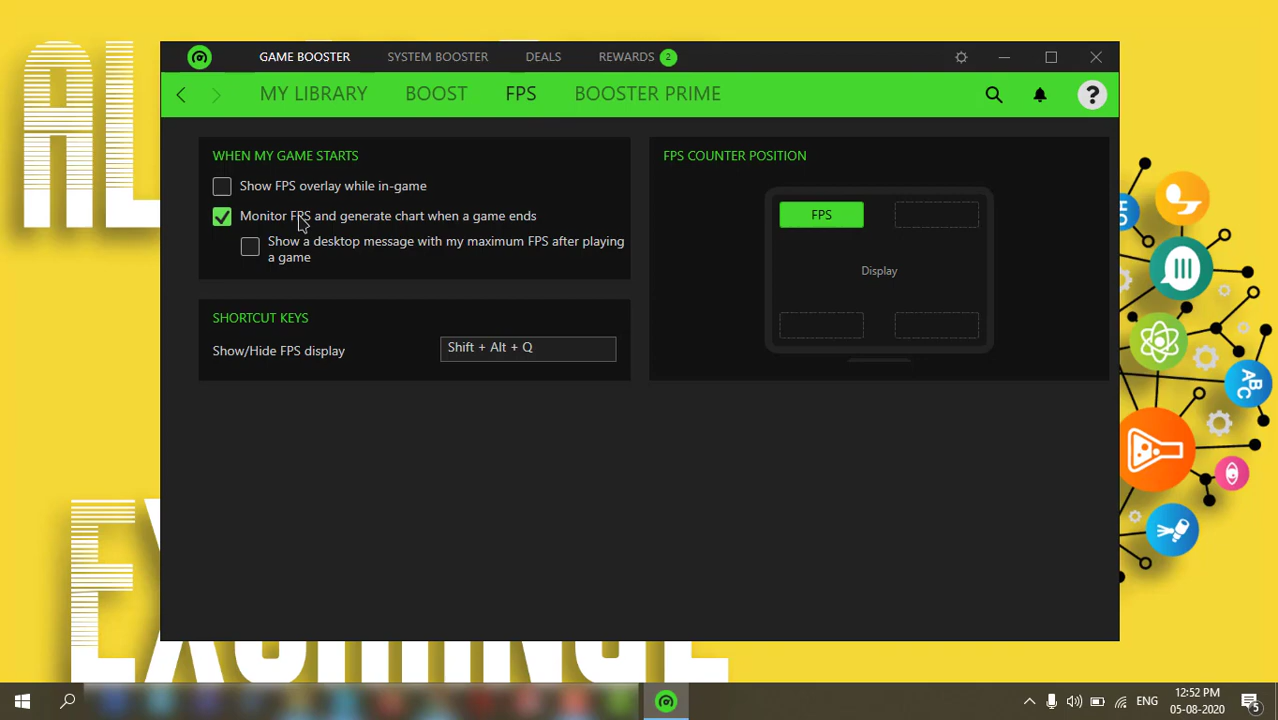 GAME BOOSTER SYSTEM BOOSTER DEALS REWARDS 2
MY LIBRARY BOOST FPS BOOSTER PRIME ?
WHEN MY GAME STARTS
Show FPS overlay while in-game
Monitor FPS and generate chart when a game ends
Show a desktop message with my maximum FPS after playing
a game
SHORTCUT KEYS
Show/Hide FPS display Shift + Alt + Q
FPS COUNTER POSITION
FPS
Display
AL
ABC
ENG 12:52 PM
05-08-2020
5